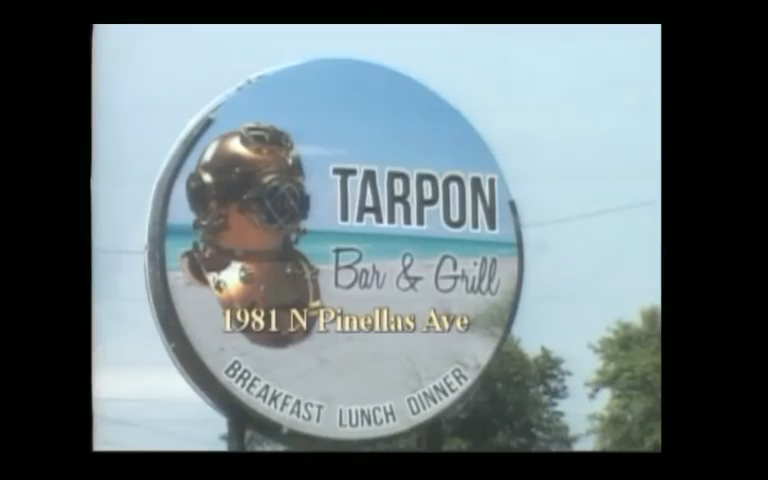 TARPON
Bar & Grill
1981 N Pinellas Ave
BREAKFAST LUNCH DINNER